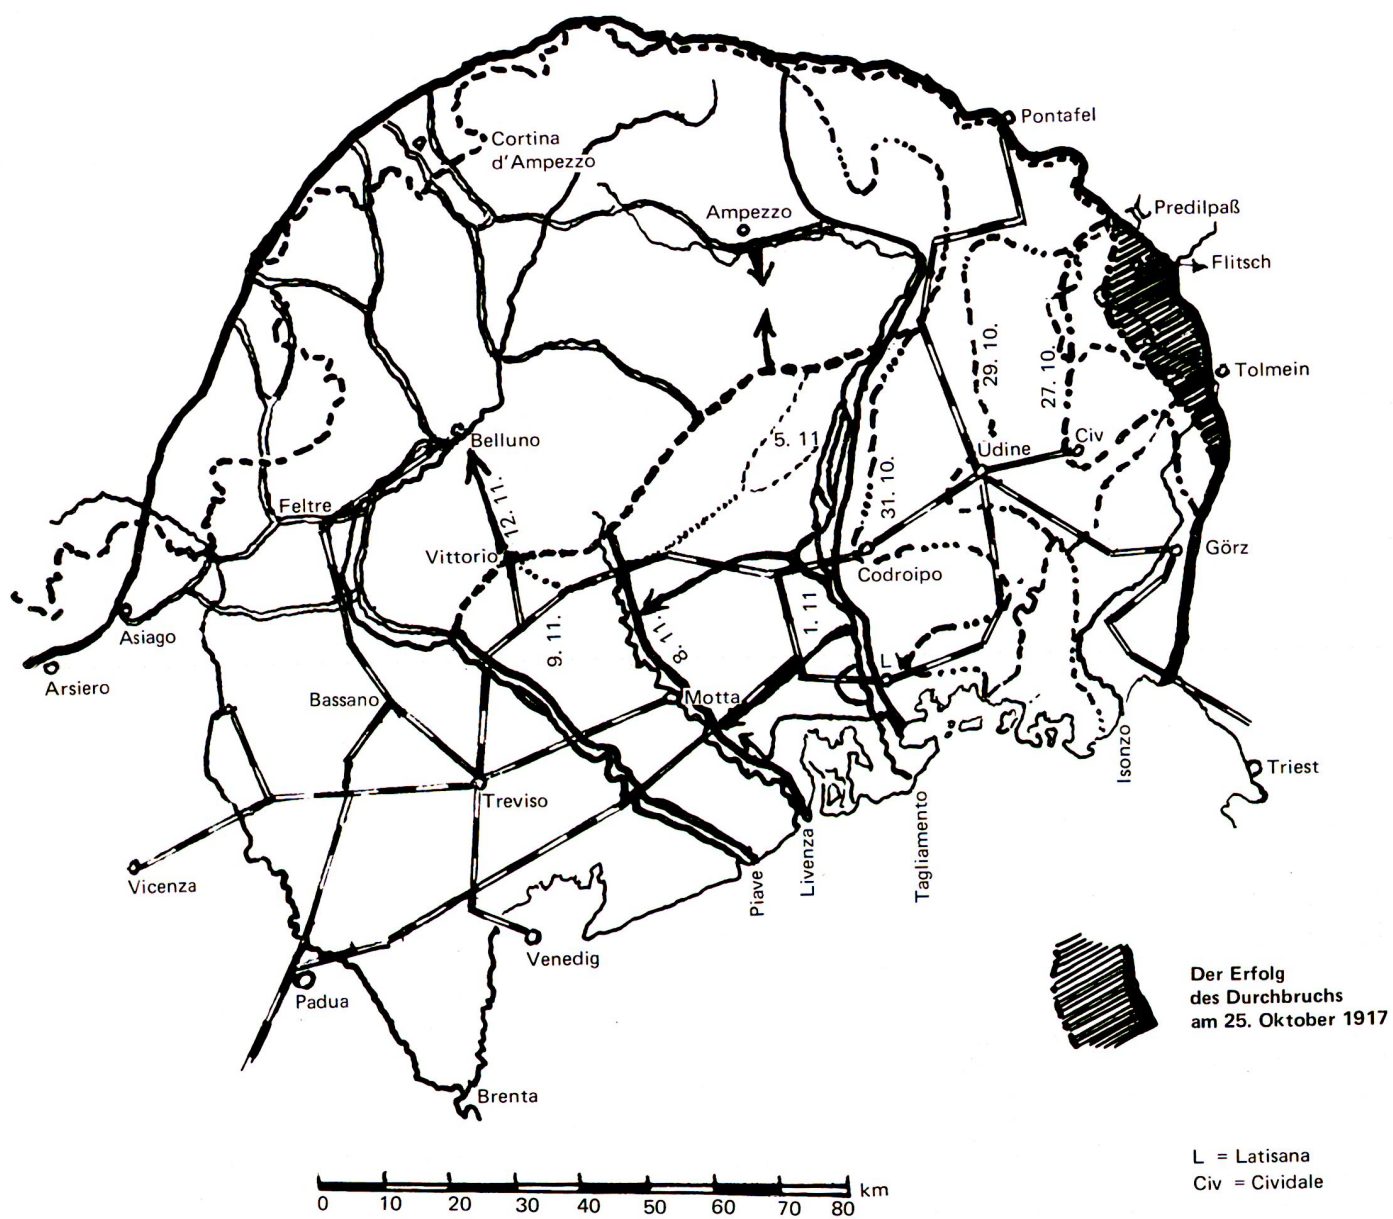 Pontafel
Cortina
d'Ampezzo
Predilpaß
Ampezzo
Flitsch
29. 10.
27. 10.
Tolmein
Belluno
5. 11
Udine
Civ
31. 10.
Feltre
12. 11.
Vittorio
Görz
Codroipo
1. 11
Asiago
9. 11.
8. 11.
L
Arsiero
Bassano
Motta
Isonzo
Triest
Treviso
Tagliamento
Livenza
Piave
Vicenza
Venedig
Padua
Der Erfolg
des Durchbruchs
am 25. Oktober 1917
Brenta
L = Latisana
Civ = Cividale
0 10 20 30 40 50 60 70 80 km